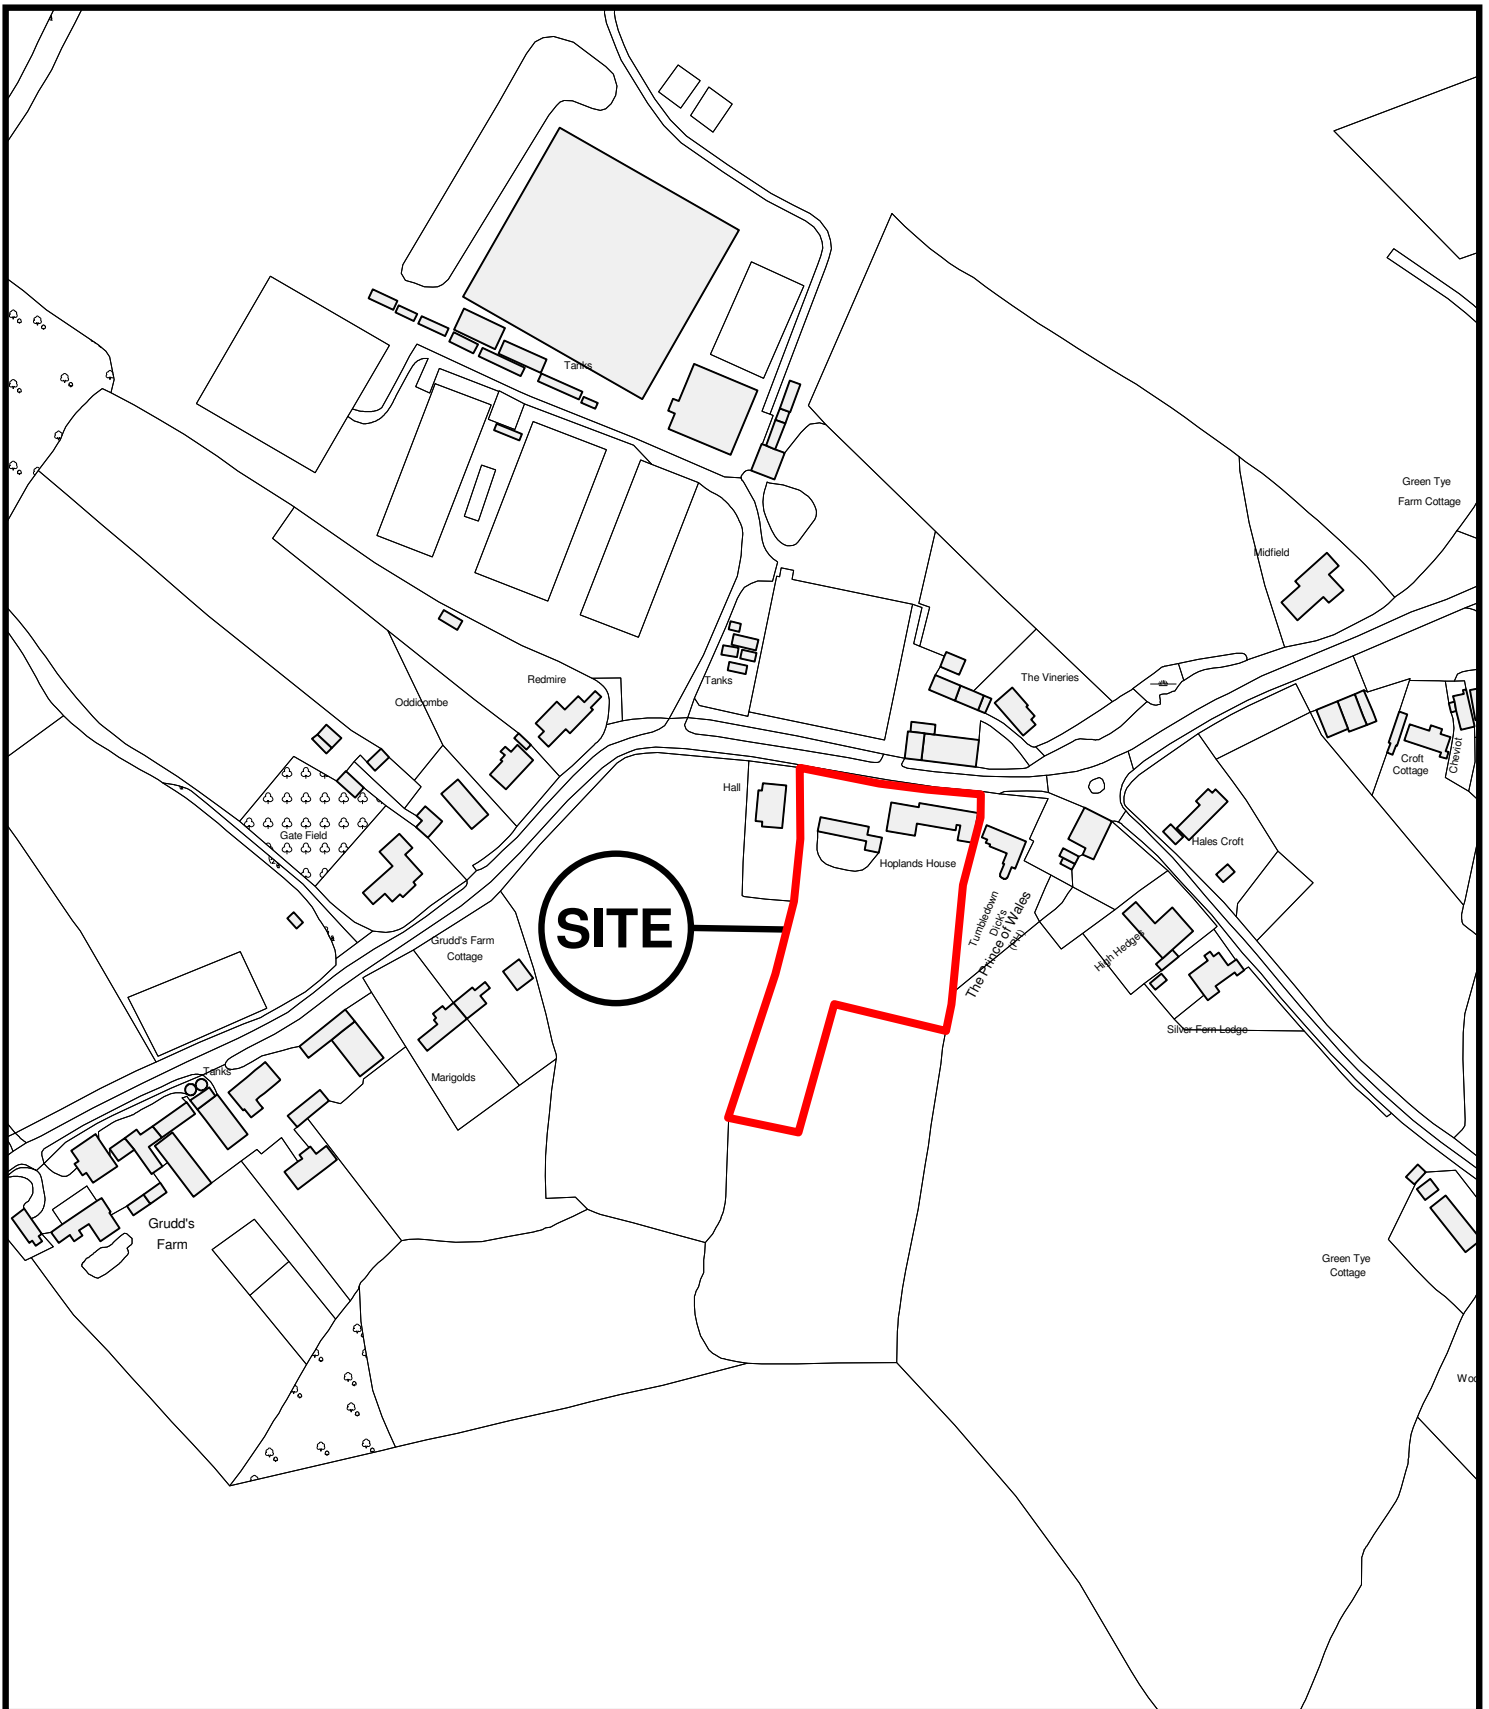 Tanks
Green Tye
Farm Cottage
Midfield
Redmire
Tanks
The Vineries
Oddicombe
Croft
Cottage
Cheviot
Hall
Gate Field
Hales Croft
Hoplands House
SITE
Tumbledown
Dick's
The Prince of Wales
(PH)
High Hedges
Grudd's Farm
Cottage
Silver Fern Lodge
Tanks
Marigolds
Grudd's
Farm
Green Tye
Cottage
Woo